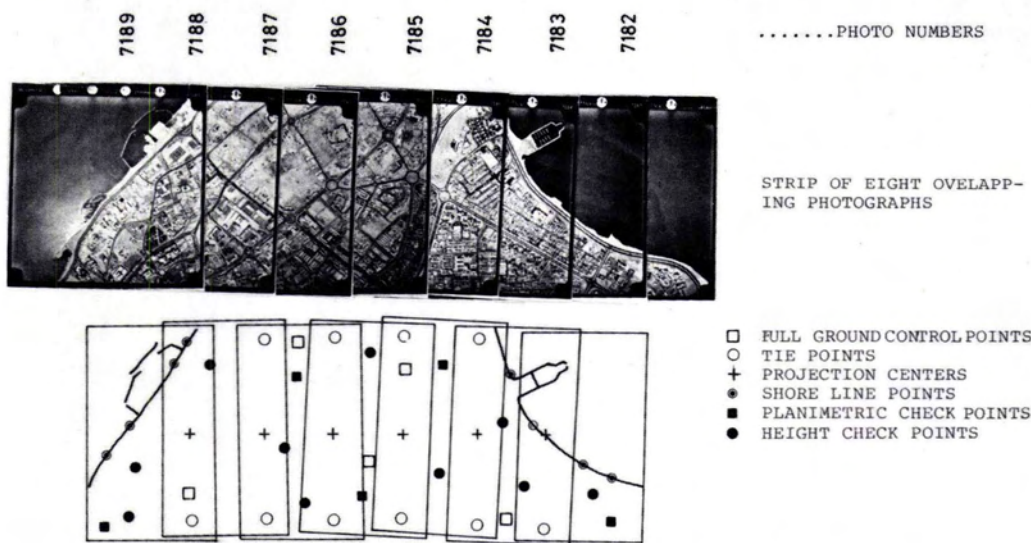 7189 7188 7187 7186 7185 7184 7183 7182
.......PHOTO NUMBERS
STRIP OF EIGHT OVELAPP-
ING PHOTOGRAPHS
FULL GROUND CONTROL POINTS
TIE POINTS
PROJECTION CENTERS
SHORE LINE POINTS
PLANIMETRIC CHECK POINTS
HEIGHT CHECK POINTS